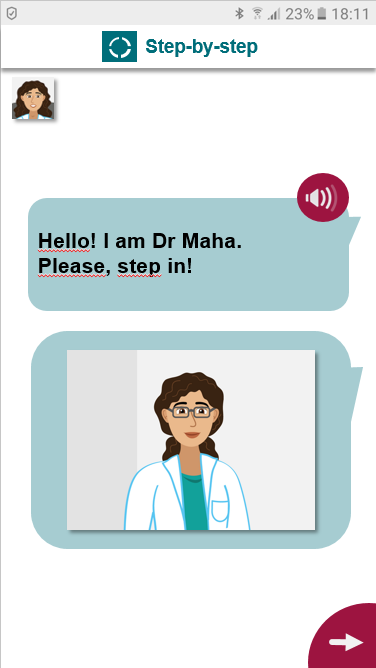 23% 18:11
Step-by-step
Hello! I am Dr Maha.
Please, step in!